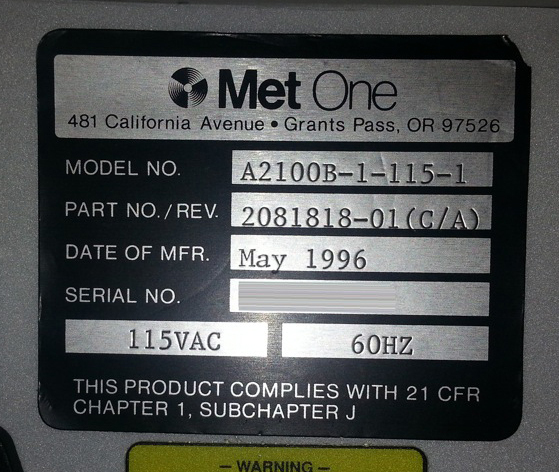 Met One
481 California Avenue • Grants Pass, OR 97526
MODEL NO. A2100B-1-115-1
PART NO./REV. 2081818-01(C/A)
DATE OF MFR. May 1996
SERIAL NO.
115VAC 60HZ
THIS PRODUCT COMPLIES WITH 21 CFR
CHAPTER 1, SUBCHAPTER J
– WARNING –